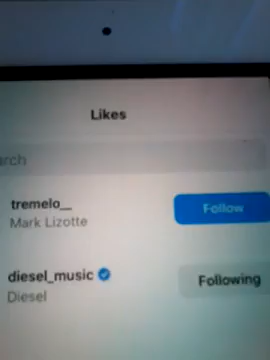 Likes
arch
tremelo__
Mark Lizotte
Follow
diesel_music
Diesel
Following